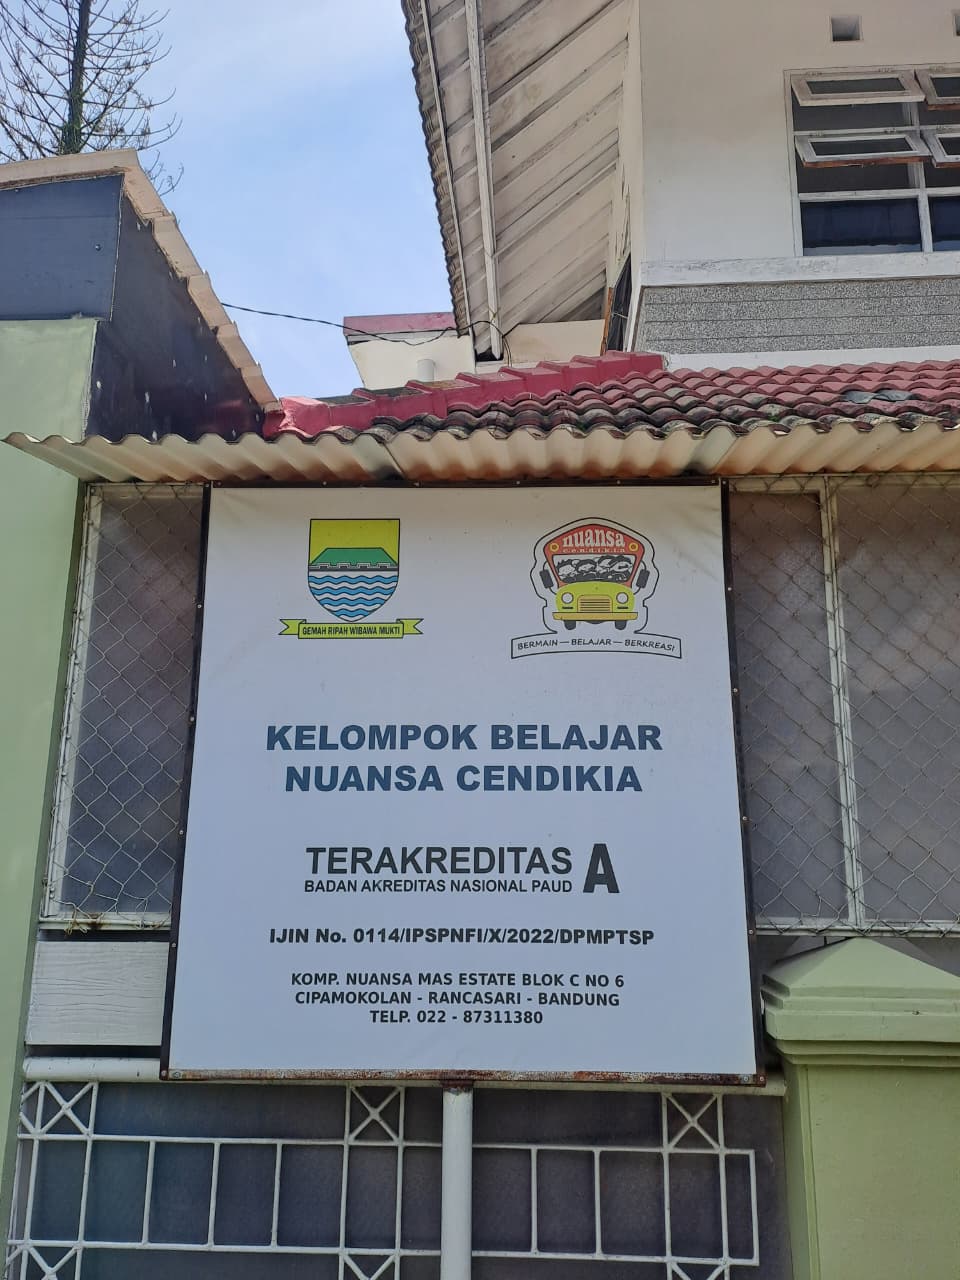 GEMAH RIPAH WIBAWA MUKTI
nuansa
cendikia
BERMAIN — BELAJAR — BERKREASI
KELOMPOK BELAJAR
NUANSA CENDIKIA
TERAKREDITAS A
BADAN AKREDITAS NASIONAL PAUD
IJIN No. 0114/IPSPNFI/X/2022/DPMPTSP
KOMP. NUANSA MAS ESTATE BLOK C NO 6
CIPAMOKOLAN - RANCASARI - BANDUNG
TELP. 022 - 87311380